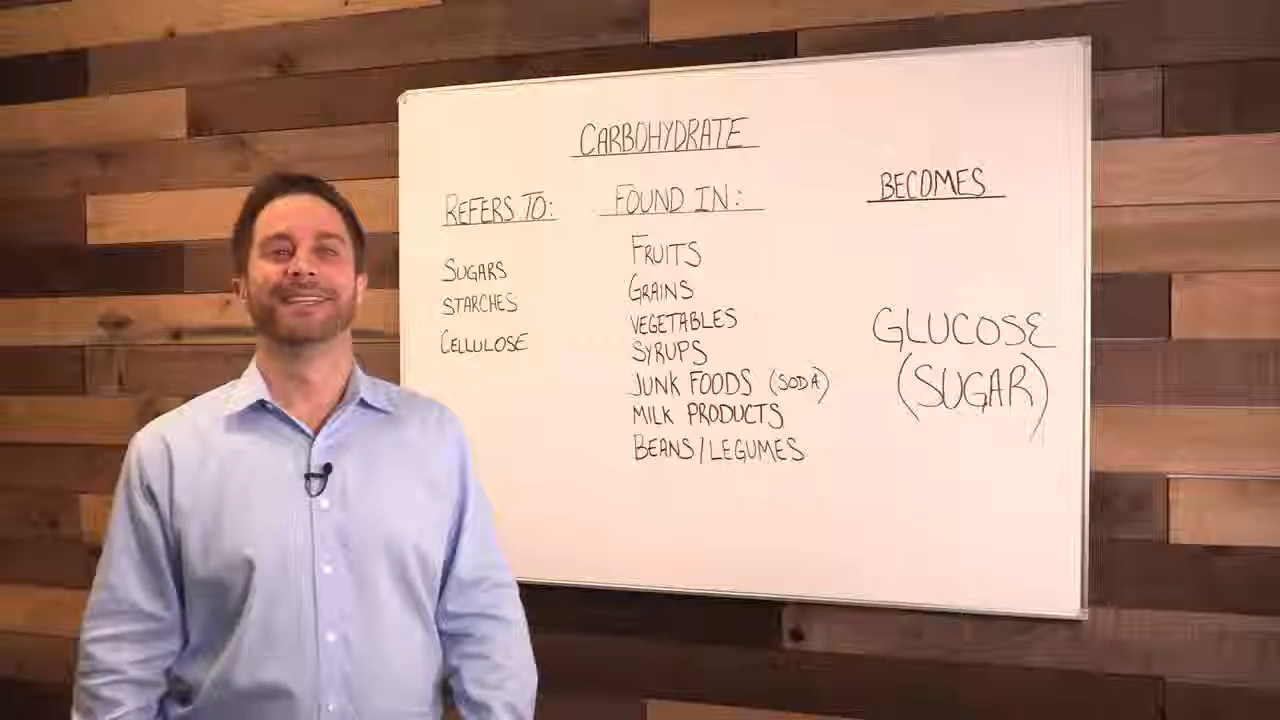 CARBOHYDRATE
REFERS TO:
SUGARS
STARCHES
CELLULOSE
FOUND IN:
FRUITS
GRAINS
VEGETABLES
SYRUPS
JUNK FOODS (SODA)
MILK PRODUCTS
BEANS/LEGUMES
BECOMES
GLUCOSE
(SUGAR)